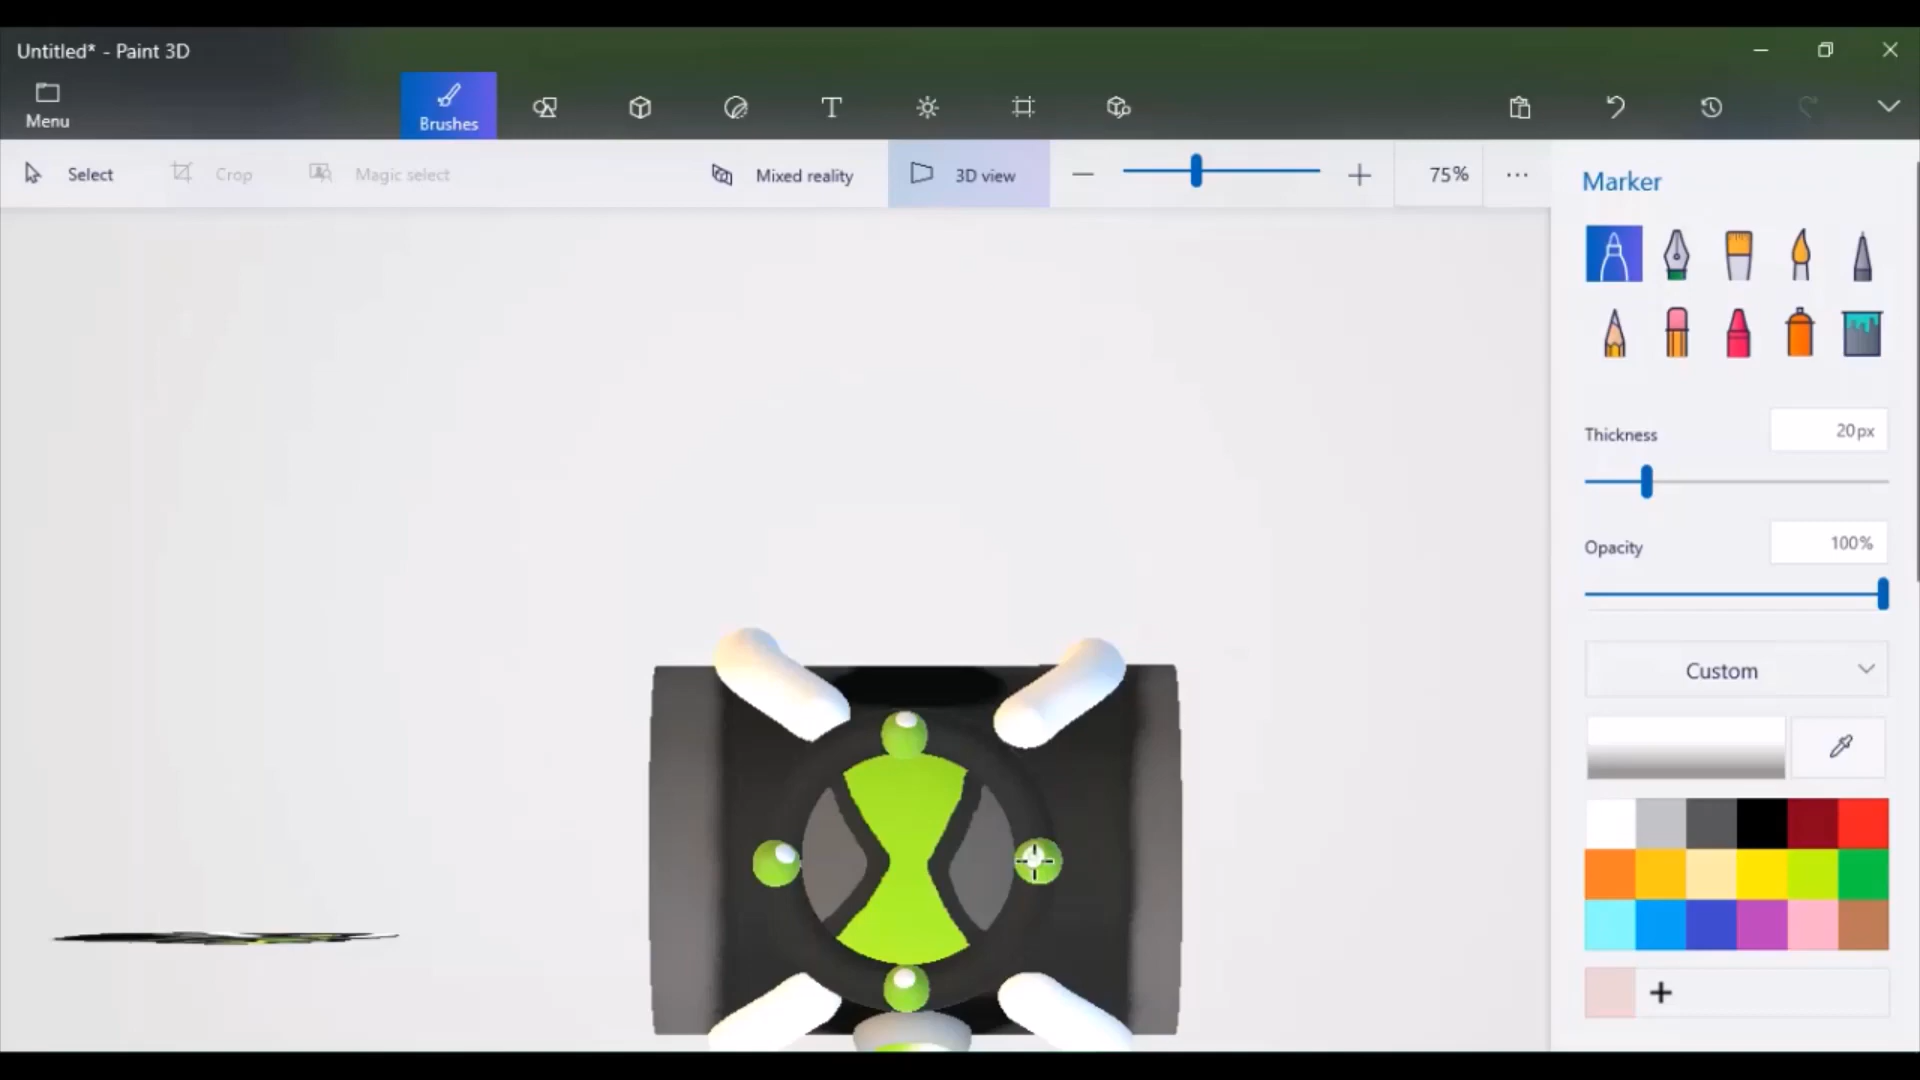 Untitled* - Paint 3D
Menu
Brushes
T
Select
Crop
Magic select
Mixed reality
3D view
75%
Marker
Thickness
20px
Opacity
100%
Custom